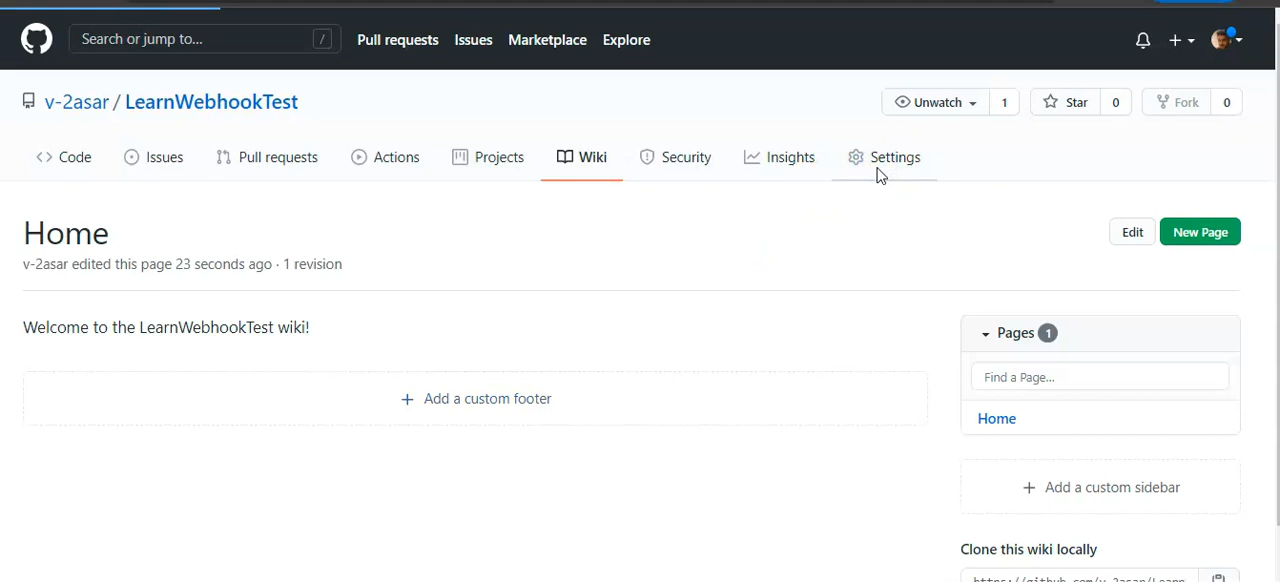 Search or jump to... /
Pull requests Issues Marketplace Explore
v-2asar / LearnWebhookTest
Unwatch 1 Star 0 Fork 0
Code Issues Pull requests Actions Projects Wiki Security Insights Settings
Home
Edit New Page
v-2asar edited this page 23 seconds ago · 1 revision
Welcome to the LearnWebhookTest wiki!
+ Add a custom footer
Pages 1
Find a Page...
Home
+ Add a custom sidebar
Clone this wiki locally